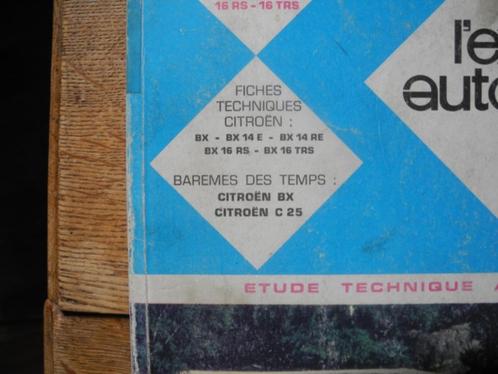 16 RS - 16 TRS
l'e
auto
FICHES
TECHNIQUES
CITROËN :
BX - BX 14 E - BX 14 RE
BX 16 RS - BX 16 TRS
BAREMES DES TEMPS :
CITROËN BX
CITROËN C 25
ETUDE TECHNIQUE A